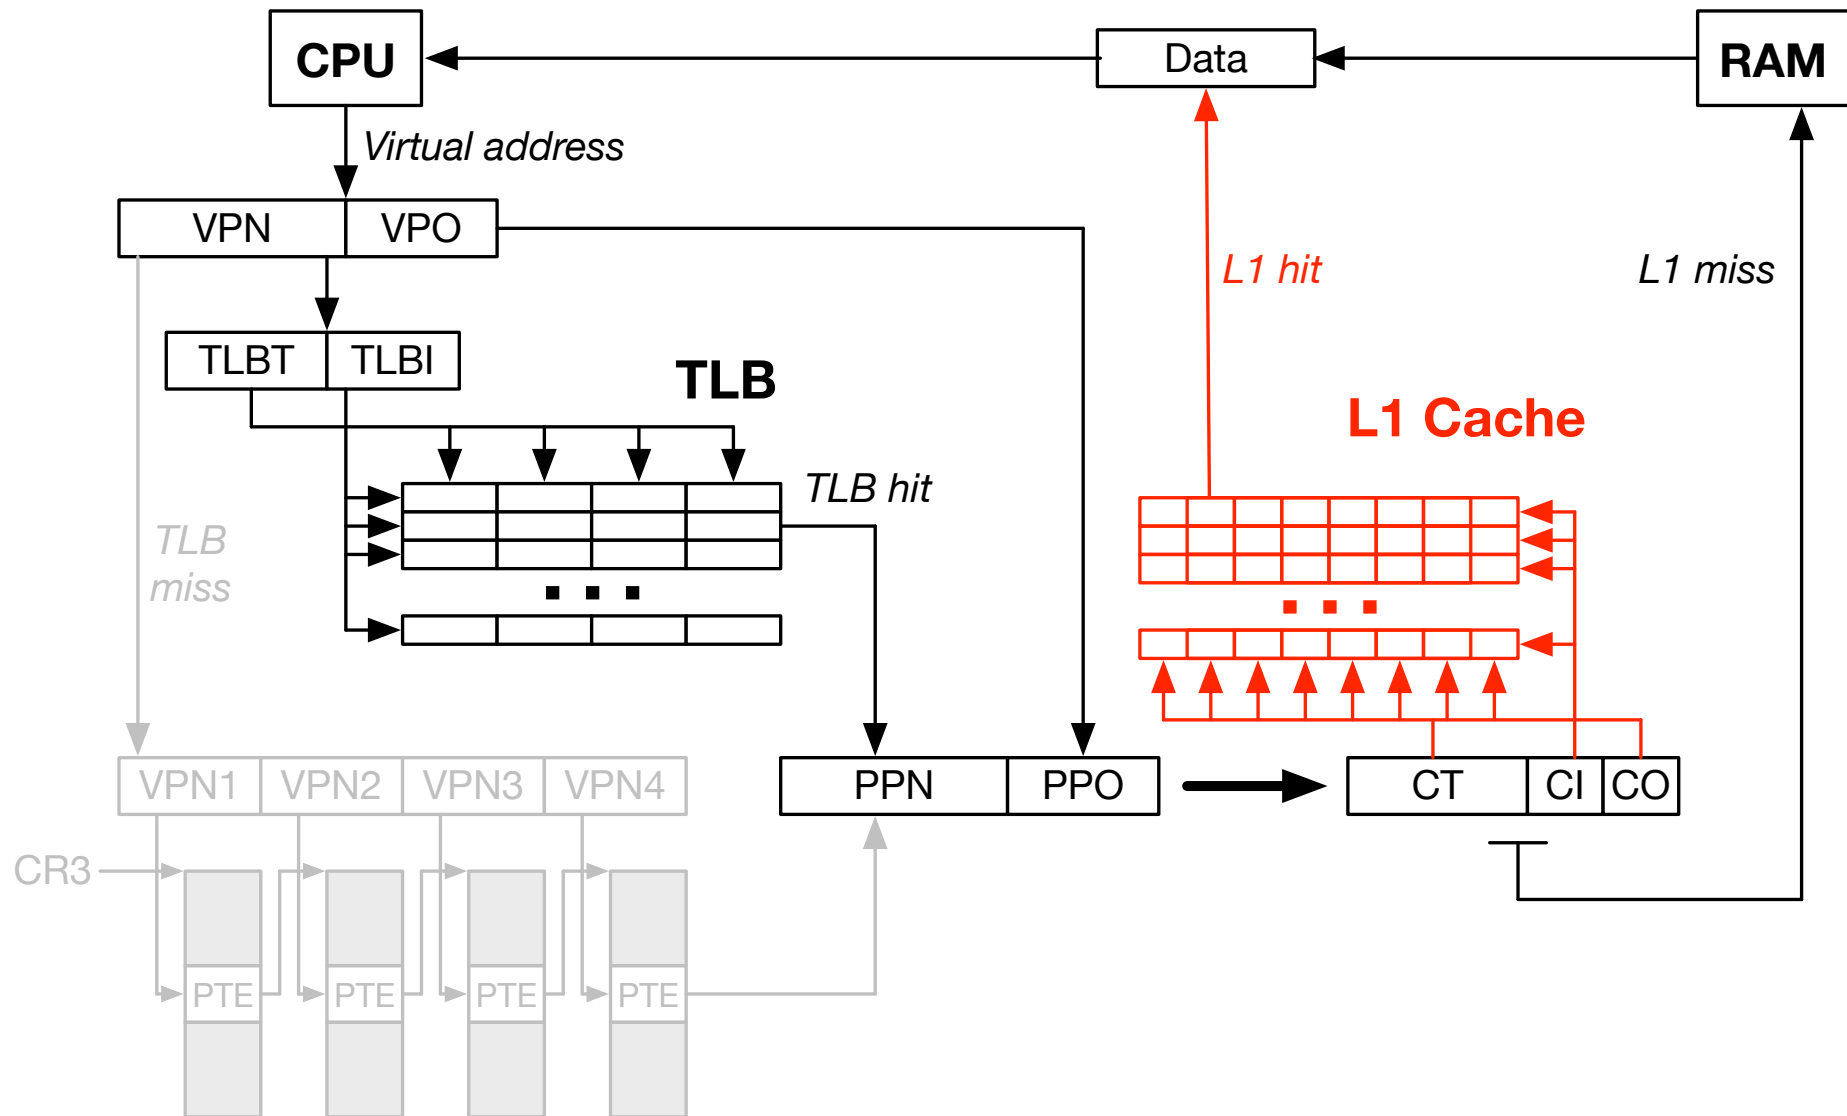 CPU
Data
RAM
Virtual address
VPN VPO
L1 hit
L1 miss
TLBT TLBI
TLB
L1 Cache
TLB hit
TLB
miss
VPN1 VPN2 VPN3 VPN4
PPN PPO
CT CI CO
CR3
PTE PTE PTE PTE